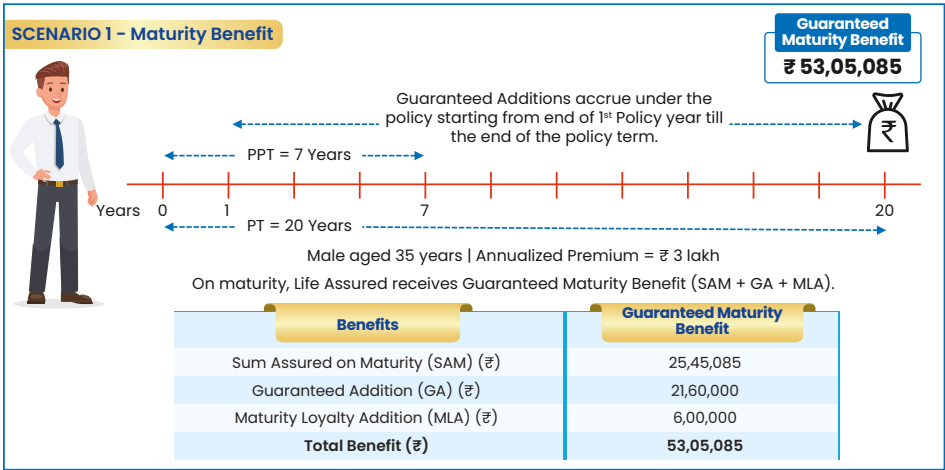 SCENARIO 1 - Maturity Benefit
Guaranteed
Maturity Benefit
₹ 53,05,085
Guaranteed Additions accrue under the
policy starting from end of 1st Policy year till
the end of the policy term.
₹
PPT = 7 Years
Years 0 1 7 20
PT = 20 Years
Male aged 35 years | Annualized Premium = ₹ 3 lakh
On maturity, Life Assured receives Guaranteed Maturity Benefit (SAM + GA + MLA).
Benefits
Guaranteed Maturity
Benefit
Sum Assured on Maturity (SAM) (₹) 25,45,085
Guaranteed Addition (GA) (₹) 21,60,000
Maturity Loyalty Addition (MLA) (₹) 6,00,000
Total Benefit (₹) 53,05,085